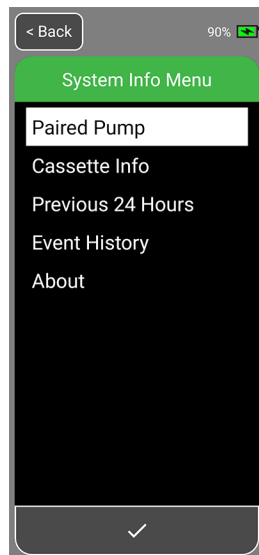 < Back
90%
System Info Menu
Paired Pump
Cassette Info
Previous 24 Hours
Event History
About